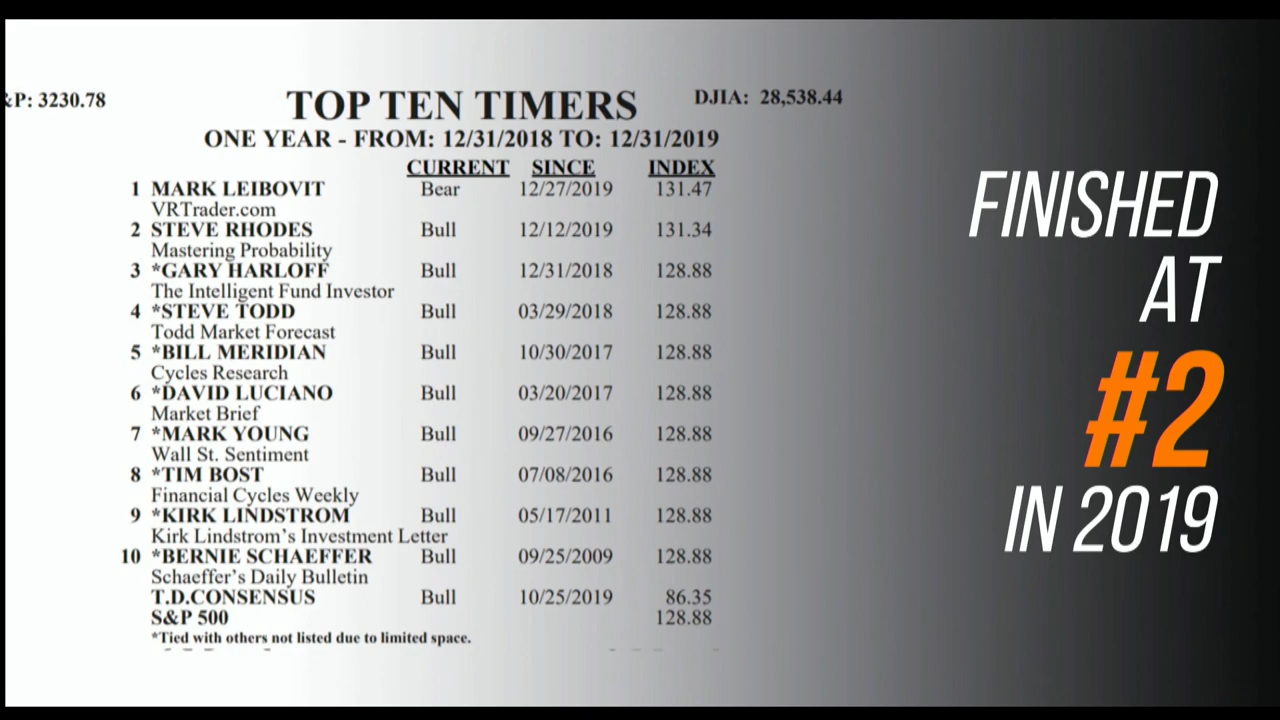 &P: 3230.78
TOP TEN TIMERS
DJIA: 28,538.44
ONE YEAR - FROM: 12/31/2018 TO: 12/31/2019
CURRENT SINCE INDEX
1 MARK LEIBOVIT Bear 12/27/2019 131.47
VRTrader.com
2 STEVE RHODES Bull 12/12/2019 131.34
Mastering Probability
3 *GARY HARLOFF Bull 12/31/2018 128.88
The Intelligent Fund Investor
4 *STEVE TODD Bull 03/29/2018 128.88
Todd Market Forecast
5 *BILL MERIDIAN Bull 10/30/2017 128.88
Cycles Research
6 *DAVID LUCIANO Bull 03/20/2017 128.88
Market Brief
7 *MARK YOUNG Bull 09/27/2016 128.88
Wall St. Sentiment
8 *TIM BOST Bull 07/08/2016 128.88
Financial Cycles Weekly
9 *KIRK LINDSTROM Bull 05/17/2011 128.88
Kirk Lindstrom's Investment Letter
10 *BERNIE SCHAEFFER Bull 09/25/2009 128.88
Schaeffer's Daily Bulletin
T.D.CONSENSUS Bull 10/25/2019 86.35
S&P 500 128.88
*Tied with others not listed due to limited space.
FINISHED
AT
#2
IN 2019